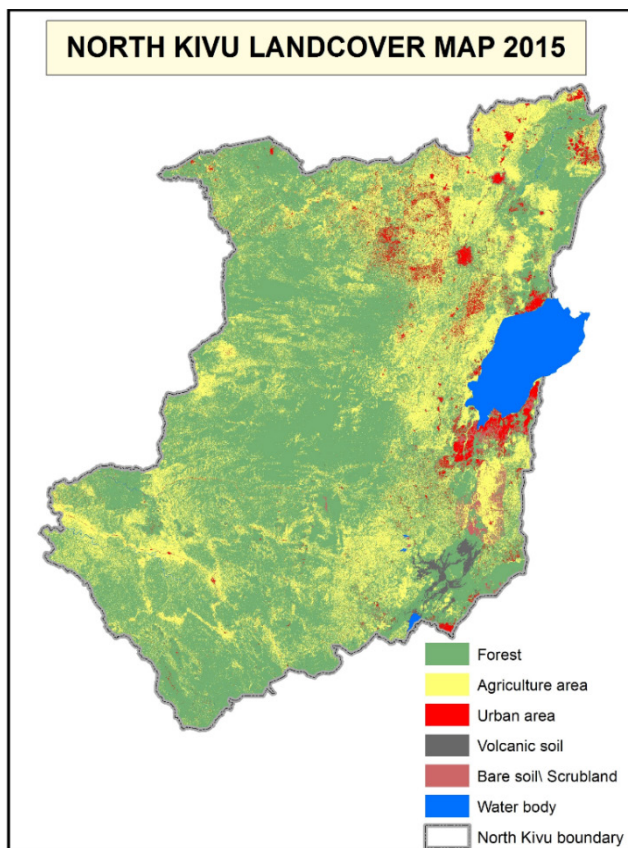 NORTH KIVU LANDCOVER MAP 2015
Forest
Agriculture area
Urban area
Volcanic soil
Bare soil\ Scrubland
Water body
North Kivu boundary